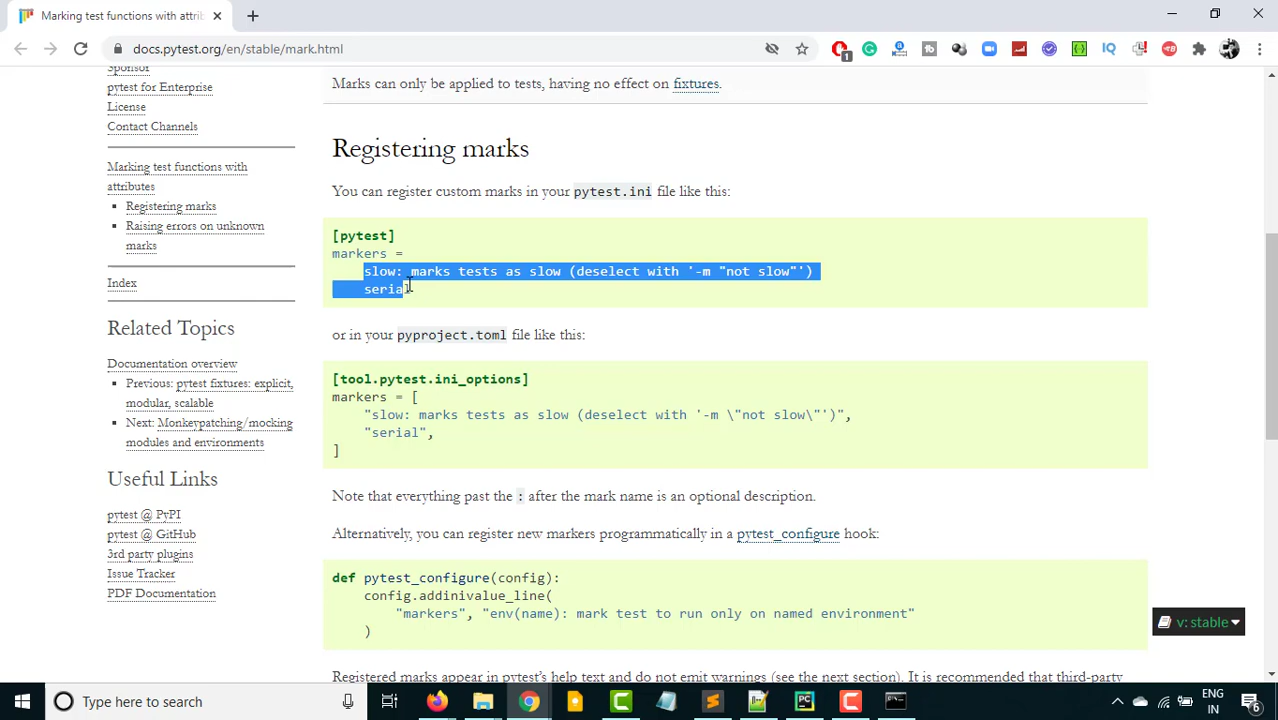 Marking test functions with attrib
docs.pytest.org/en/stable/mark.html
Sponsor
pytest for Enterprise
License
Contact Channels
Marking test functions with
attributes
Registering marks
Raising errors on unknown
marks
Index
Related Topics
Documentation overview
Previous: pytest fixtures: explicit,
modular, scalable
Next: Monkeypatching/mocking
modules and environments
Useful Links
pytest @ PyPI
pytest @ GitHub
3rd party plugins
Issue Tracker
PDF Documentation
Marks can only be applied to tests, having no effect on fixtures.
Registering marks
You can register custom marks in your pytest.ini file like this:
[pytest]
markers =
slow: marks tests as slow (deselect with '-m "not slow"')
serial
or in your pyproject.toml file like this:
[tool.pytest.ini_options]
markers = [
"slow: marks tests as slow (deselect with '-m \"not slow\"')",
"serial",
]
Note that everything past the : after the mark name is an optional description.
Alternatively, you can register new markers programmatically in a pytest_configure hook:
def pytest_configure(config):
config.addinivalue_line(
"markers", "env(name): mark test to run only on named environment"
)
Registered marks appear in pytest's help text and do not emit warnings (see the next section). It is recommended that third-party
v: stable
Type here to search
ENG
IN
6
1
IQ
PC